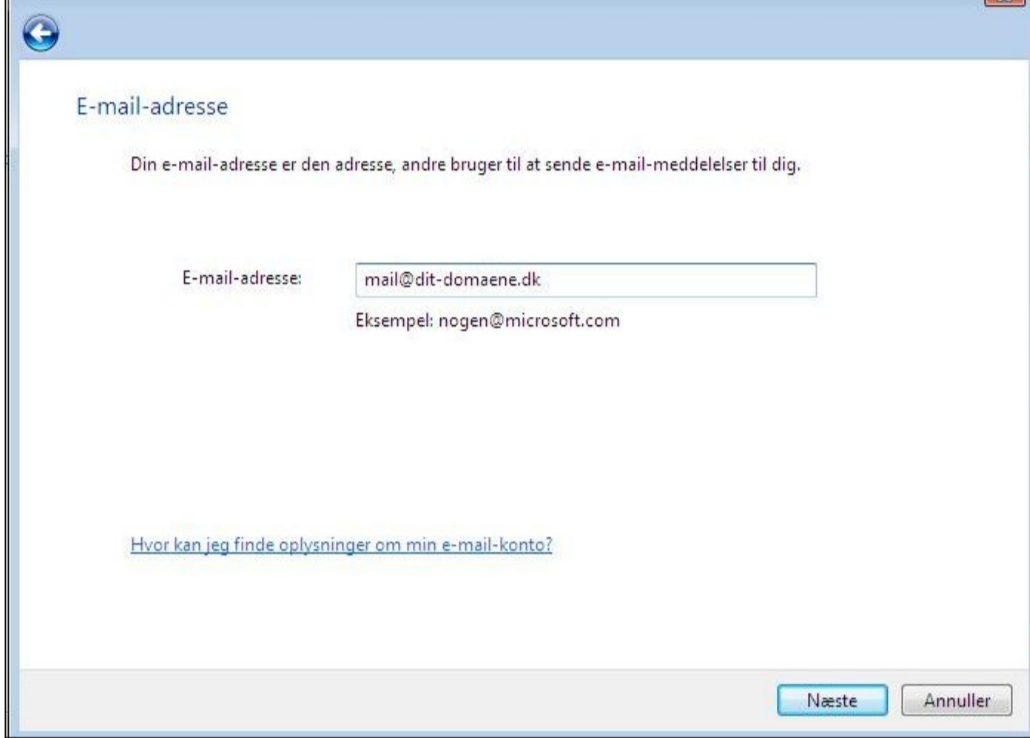 E-mail-adresse
Din e-mail-adresse er den adresse, andre bruger til at sende e-mail-meddelelser til dig.
E-mail-adresse: mail@dit-domaene.dk
Eksempel: nogen@microsoft.com
Hvor kan jeg finde oplysninger om min e-mail-konto?
Næste Annuller